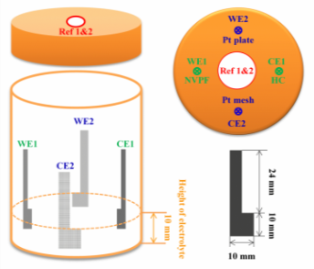 Ref 1&2
WE2
Pt plate
WE1
NVPF
Ref 1&2
CE1
HC
Pt mesh
CE2
WE1
WE2
CE2
CE1
10 mm
Height of electrolyte
24 mm
10 mm
10 mm